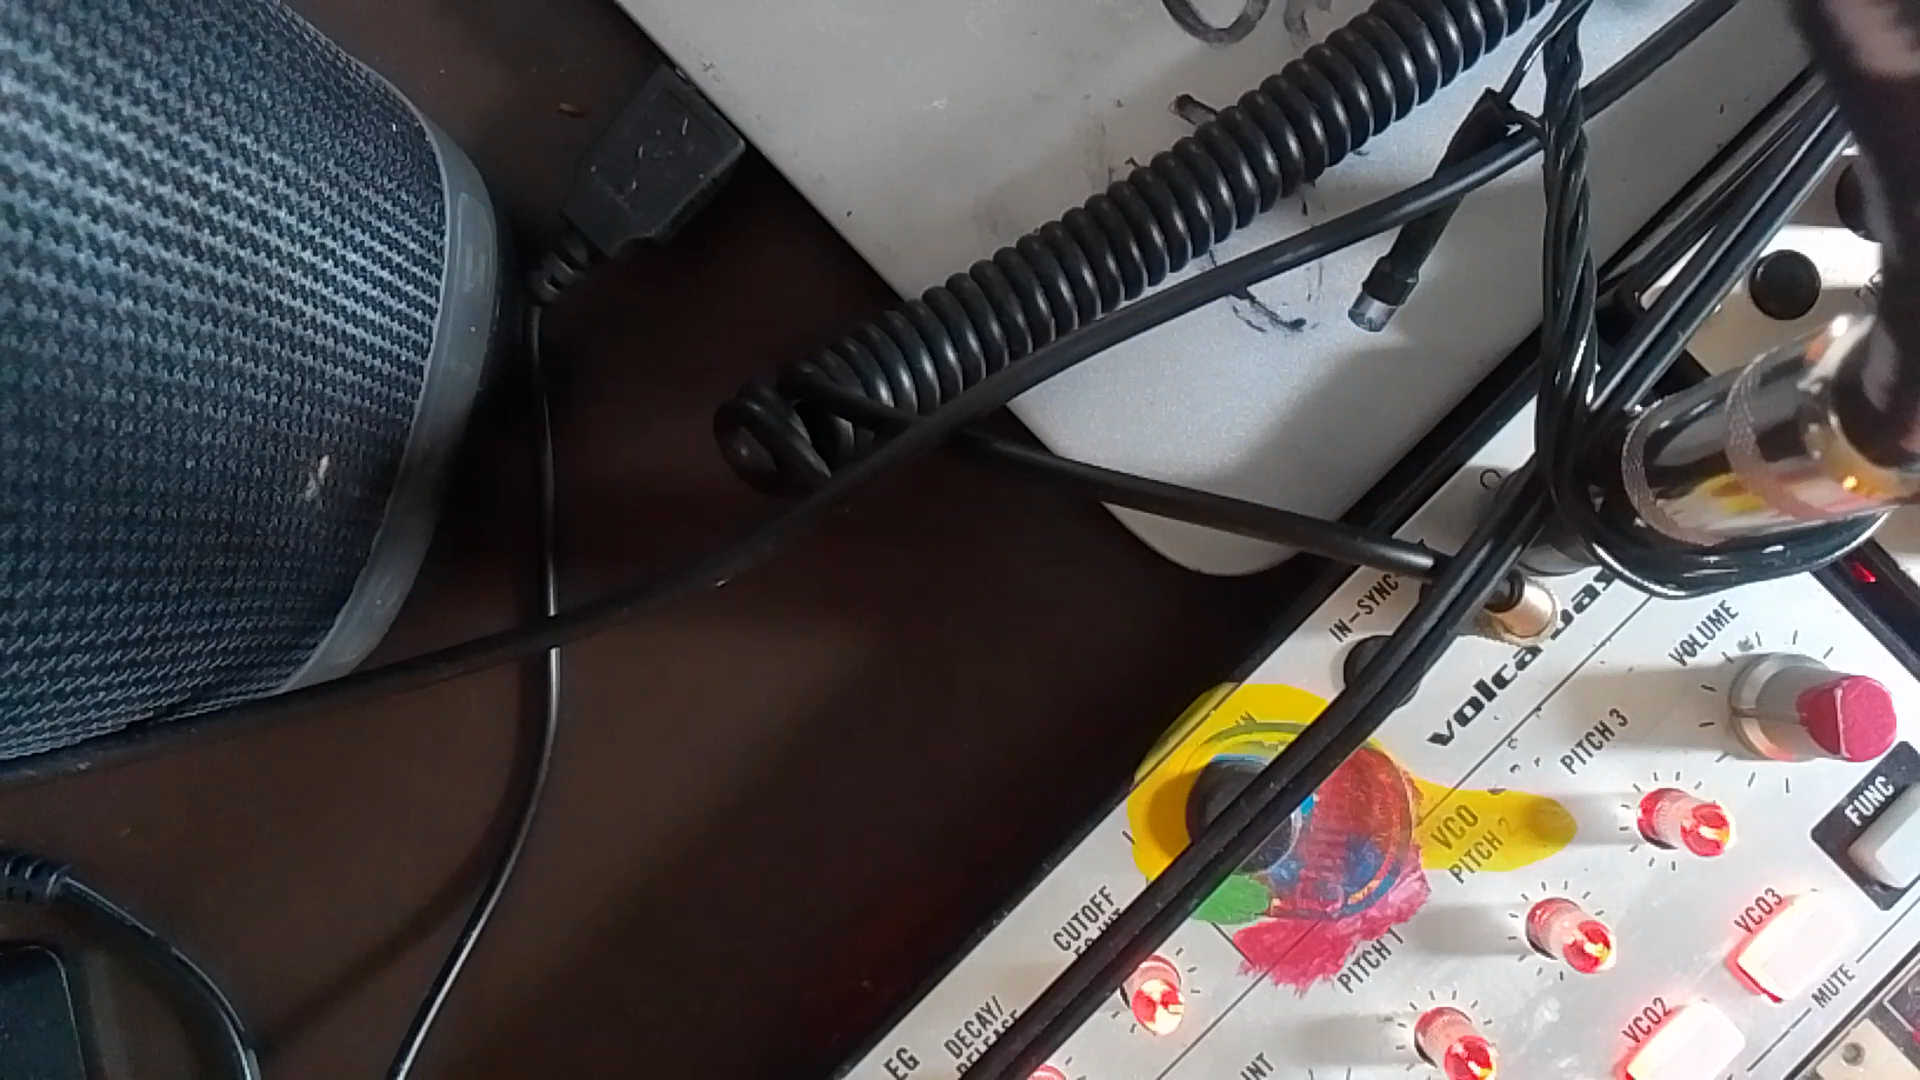 IN-SYNC
volca bass
VOLUME
PITCH 3
FUNC
VCO
PITCH 2
CUTOFF
PITCH 1
VCO3
MUTE
VCO2
DECAY/
RELEASE
EG